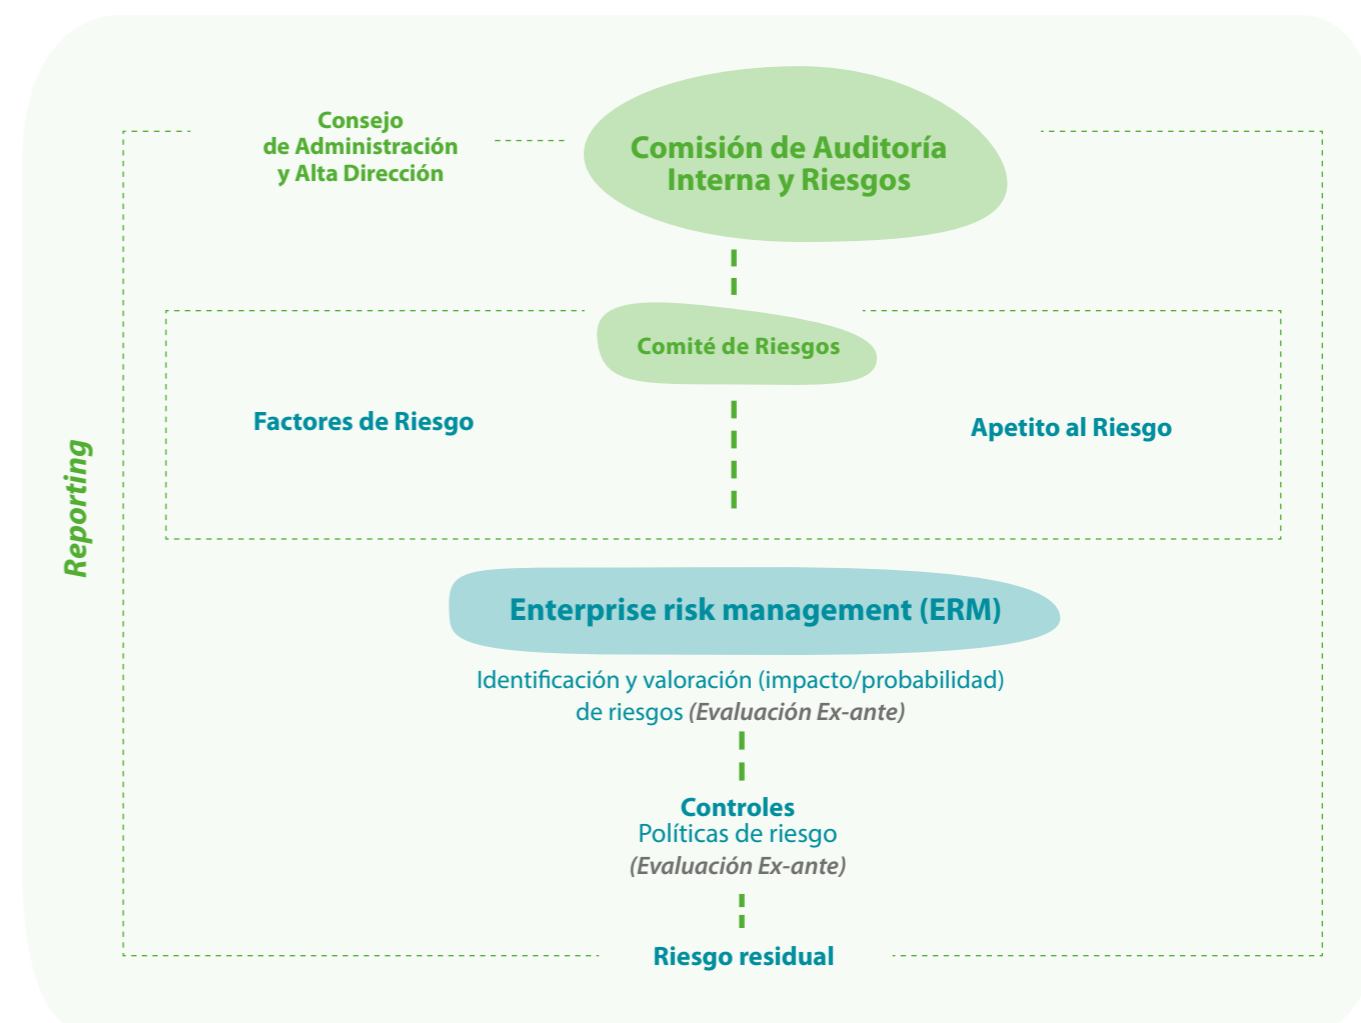 Consejo
de Administración
y Alta Dirección
Comisión de Auditoría
Interna y Riesgos
Comité de Riesgos
Factores de Riesgo
Apetito al Riesgo
Reporting
Enterprise risk management (ERM)
Identificación y valoración (impacto/probabilidad)
de riesgos (Evaluación Ex-ante)
Controles
Políticas de riesgo
(Evaluación Ex-ante)
Riesgo residual